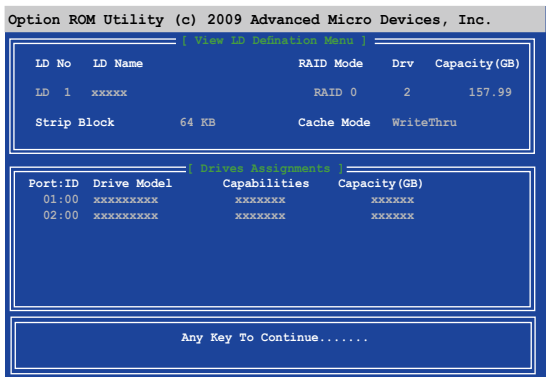 Option ROM Utility (c) 2009 Advanced Micro Devices, Inc.
[ View LD Defination Menu ]
LD No LD Name RAID Mode Drv Capacity(GB)
LD 1 xxxxx RAID 0 2 157.99
Strip Block 64 KB Cache Mode WriteThru
[ Drives Assignments ]
Port:ID Drive Model Capabilities Capacity(GB)
01:00 xxxxxxxxx xxxxxxx xxxxxx
02:00 xxxxxxxxx xxxxxxx xxxxxx
Any Key To Continue.......